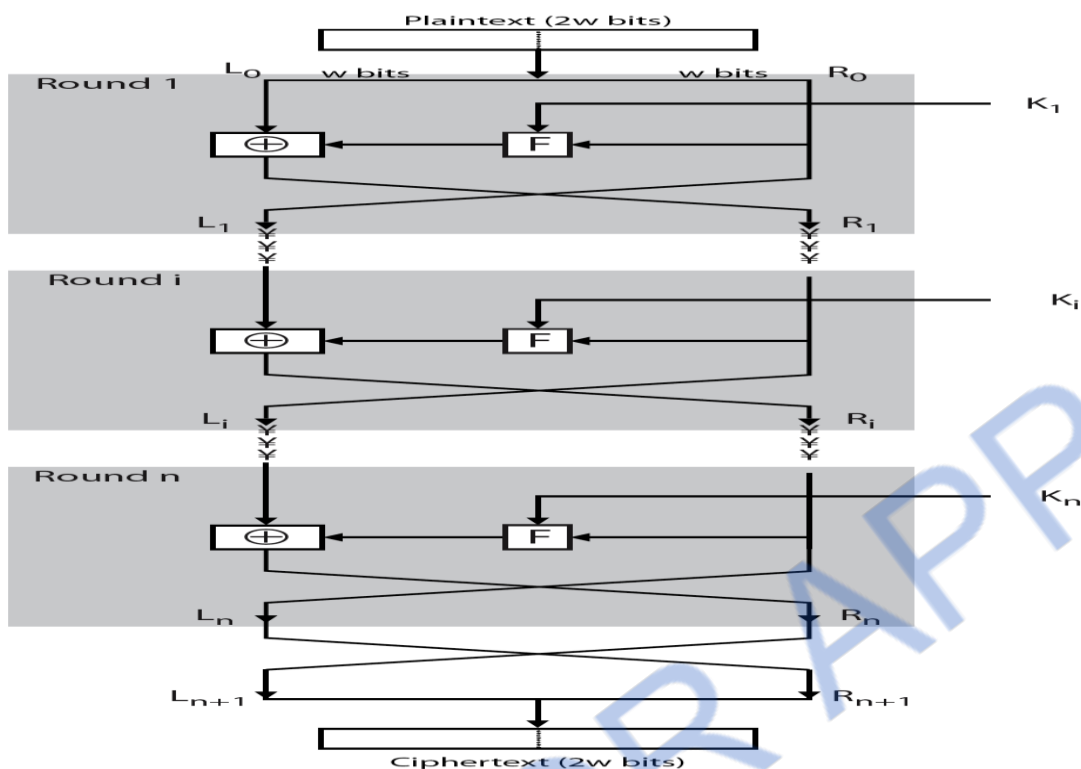 Plaintext (2w bits)
L0 w bits w bits R0
Round 1
K1
F
L1 R1
¥ ¥
¥ ¥
¥ ¥
Round i
Ki
F
Li Ri
¥ ¥
¥ ¥
¥ ¥
Round n
Kn
F
Ln Rn
Ln+1 Rn+1
Ciphertext (2w bits)
R APP